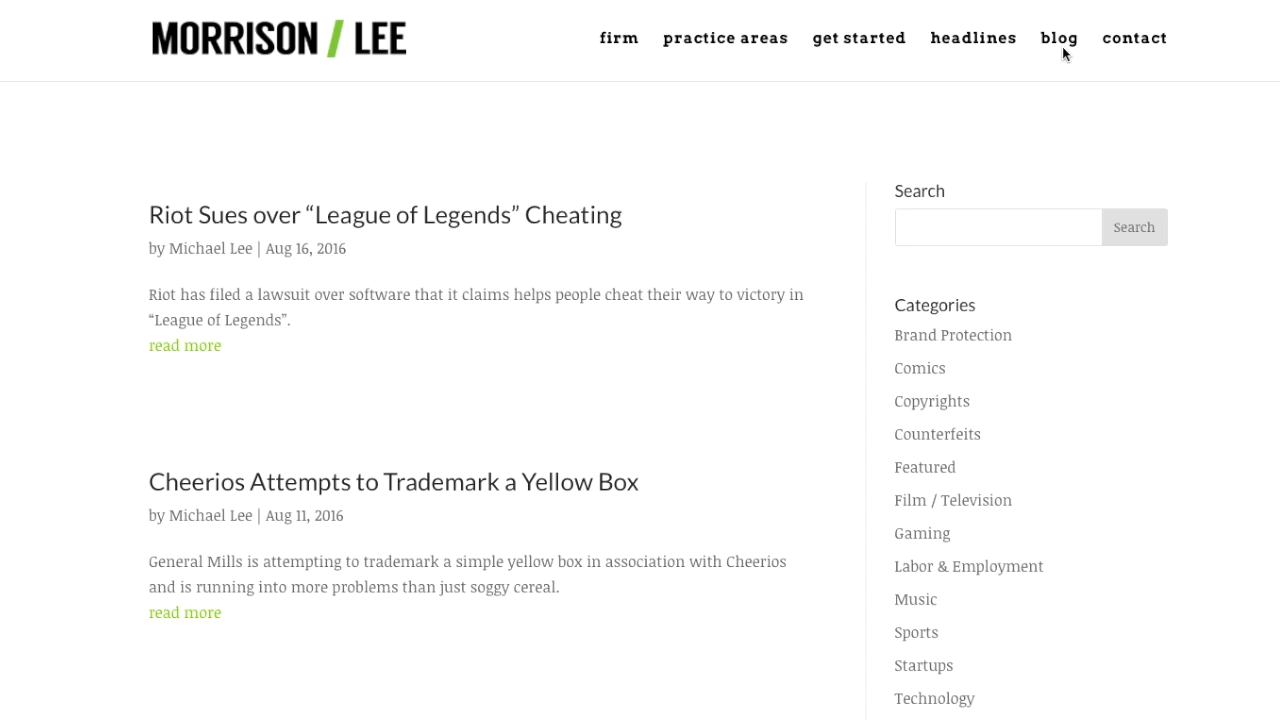 MORRISON / LEE
firm practice areas get started headlines blog contact
Riot Sues over “League of Legends” Cheating
by Michael Lee | Aug 16, 2016
Riot has filed a lawsuit over software that it claims helps people cheat their way to victory in
“League of Legends”.
read more
Cheerios Attempts to Trademark a Yellow Box
by Michael Lee | Aug 11, 2016
General Mills is attempting to trademark a simple yellow box in association with Cheerios
and is running into more problems than just soggy cereal.
read more
Search
Search
Categories
Brand Protection
Comics
Copyrights
Counterfeits
Featured
Film / Television
Gaming
Labor & Employment
Music
Sports
Startups
Technology